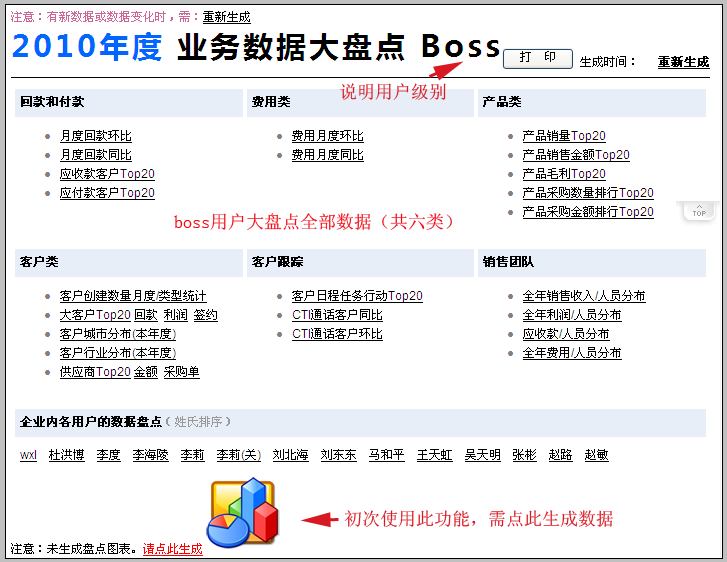 注意：有新数据或数据变化时，需：重新生成
2010年度 业务数据大盘点 Boss 打 印 生成时间： 重新生成
说明用户级别
回款和付款 费用类 产品类
月度回款环比 费用月度环比 产品销量Top20
月度回款同比 费用月度同比 产品销售金额Top20
应收款客户Top20 产品毛利Top20
应付款客户Top20 产品采购数量排行Top20
产品采购金额排行Top20
TOP
boss用户大盘点全部数据（共六类）
客户类 客户跟踪 销售团队
客户创建数量月度/类型统计 客户日程任务行动Top20 全年销售收入/人员分布
大客户Top20 回款 利润 签约 CTI通话客户同比 全年利润/人员分布
客户城市分布(本年度) CTI通话客户环比 应收款/人员分布
客户行业分布(本年度) 全年费用/人员分布
供应商Top20 金额 采购单
企业内各用户的数据盘点（姓氏排序）
wxl 杜洪博 李度 李海陵 李莉 李莉(关) 刘北海 刘东东 马和平 王天虹 吴天明 张彬 赵路 赵敏
初次使用此功能，需点此生成数据
注意：未生成盘点图表。请点此生成